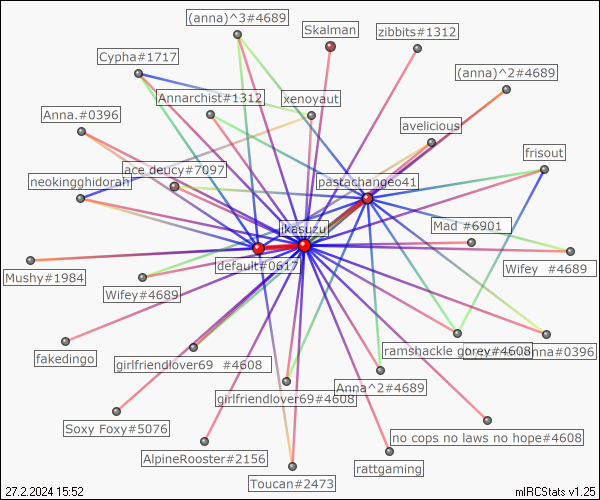 (anna)^3#4689
Skalman
zibbits#1312
Cypha#1717
(anna)^2#4689
Annarchist#1312
xenoyaut
Anna.#0396
avelicious
frisout
ace deucy#7097
neokingghidorah
pastachangeo41
ikasuzu
Mad #6901
default#0617
Wifey #4689
Mushy#1984
Wifey#4689
ramshackle gorey#4608
anna#0396
fakedingo
girlfriendlover69 #4608
Anna^2#4689
girlfriendlover69#4608
Soxy Foxy#5076
no cops no laws no hope#4608
AlpineRooster#2156
rattgaming
Toucan#2473
27.2.2024 15:52
mIRCStats v1.25